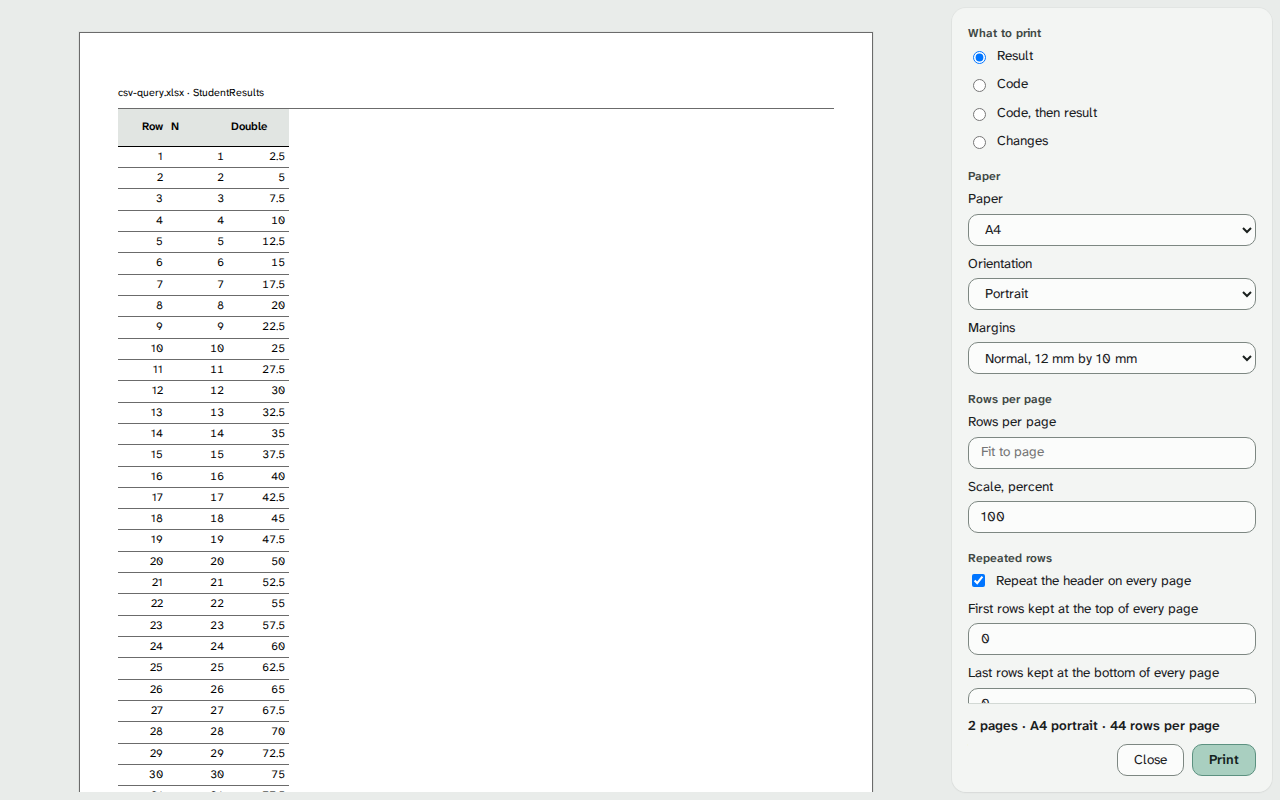 csv-query.xlsx · StudentResults
Row N Double
1 1 2.5
2 2 5
3 3 7.5
4 4 10
5 5 12.5
6 6 15
7 7 17.5
8 8 20
9 9 22.5
10 10 25
11 11 27.5
12 12 30
13 13 32.5
14 14 35
15 15 37.5
16 16 40
17 17 42.5
18 18 45
19 19 47.5
20 20 50
21 21 52.5
22 22 55
23 23 57.5
24 24 60
25 25 62.5
26 26 65
27 27 67.5
28 28 70
29 29 72.5
30 30 75
What to print
Result
Code
Code, then result
Changes
Paper
Paper
A4
Orientation
Portrait
Margins
Normal, 12 mm by 10 mm
Rows per page
Rows per page
Fit to page
Scale, percent
100
Repeated rows
Repeat the header on every page
First rows kept at the top of every page
0
Last rows kept at the bottom of every page
2 pages · A4 portrait · 44 rows per page
Close Print